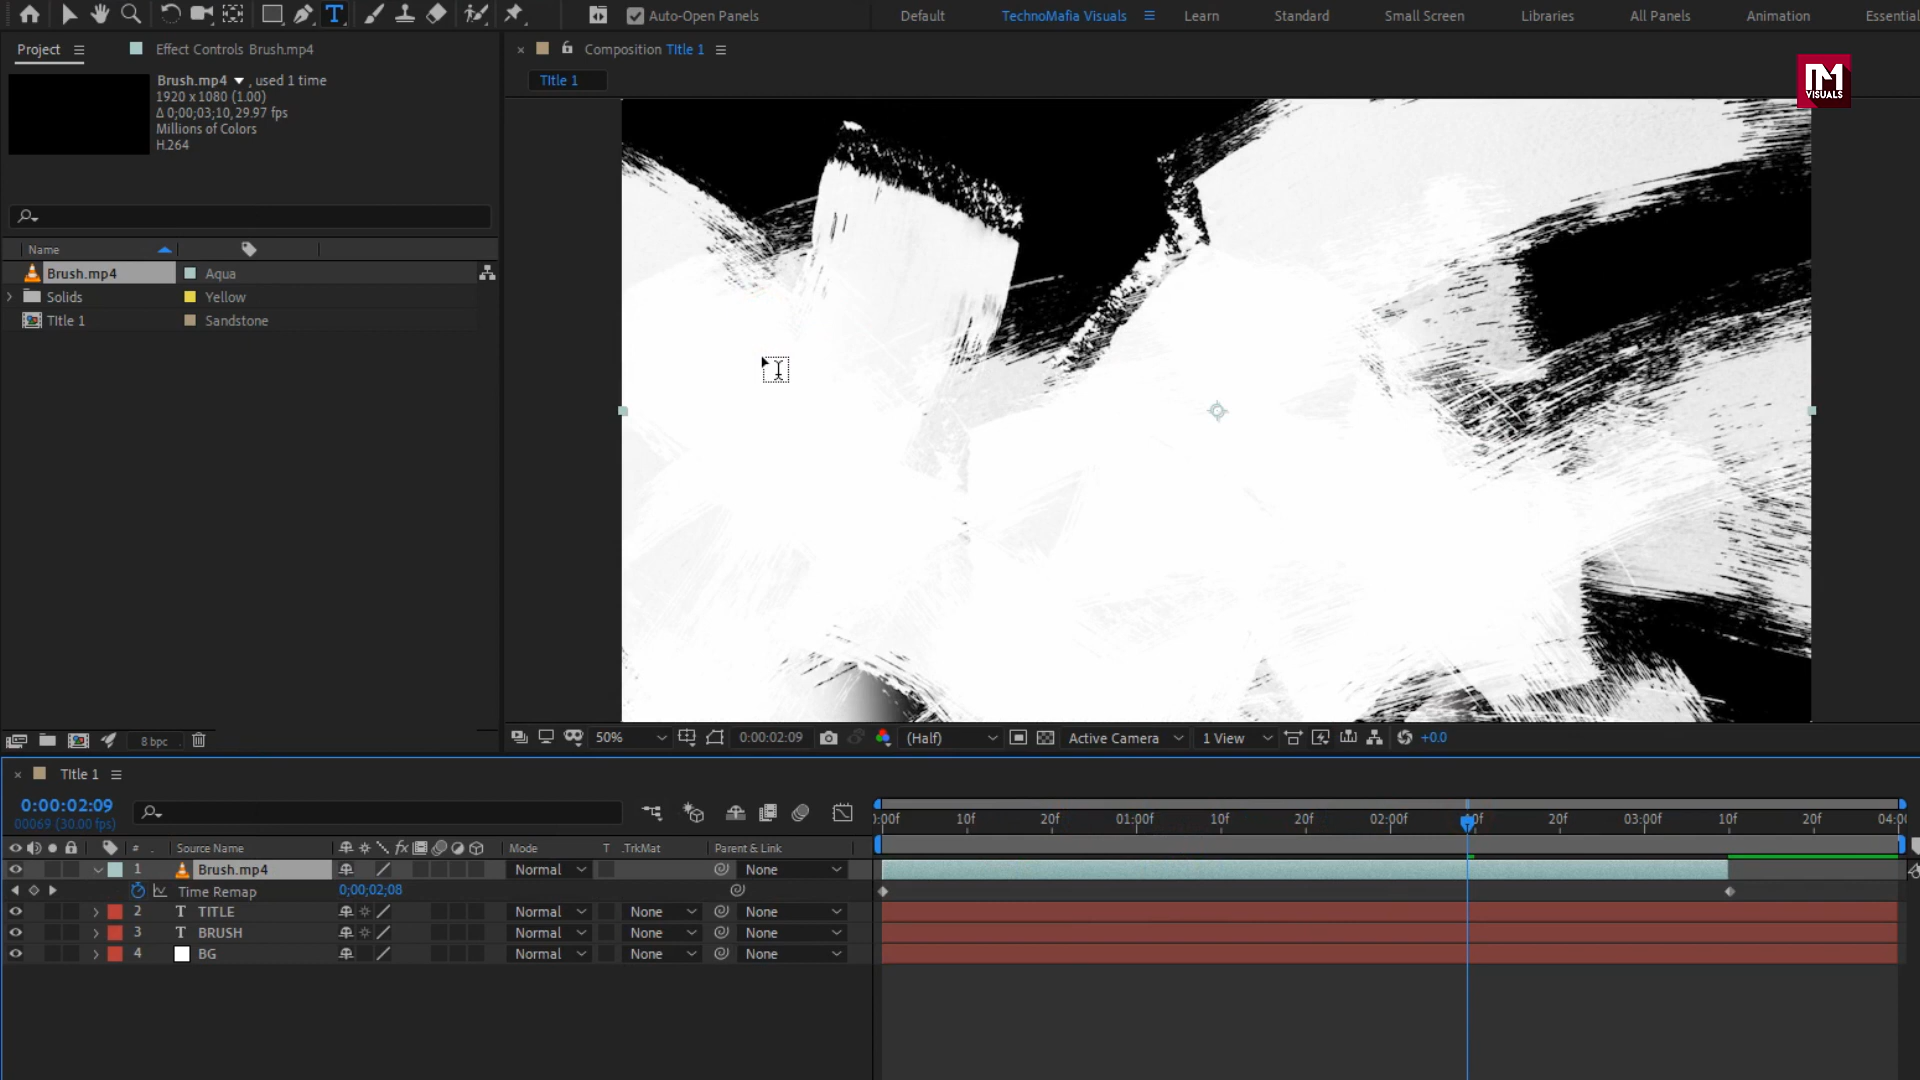 Auto-Open Panels
Default
TechnoMafia Visuals
Learn
Standard
Small Screen
Libraries
All Panels
Animation
Essential
Project
Effect Controls Brush.mp4
Composition TItle 1
TItle 1
Brush.mp4 , used 1 time
1920 x 1080 (1.00)
Δ 0;00;03;10, 29.97 fps
Millions of Colors
H.264
VISUALS
Name
Brush.mp4 Aqua
Solids Yellow
TItle 1 Sandstone
8 bpc
50%
0:00:02:09
(Half)
Active Camera
1 View
+0.0
TItle 1
0:00:02:09
00069 (30.00 fps)
):00f 10f 20f 01:00f 10f 20f 02:00f 20f 03:00f 10f 20f 04:00
# Source Name fx Mode T .TrkMat Parent & Link
1 Brush.mp4 Normal None
Time Remap 0;00;02;08
2 T TITLE Normal None None
3 T BRUSH Normal None None
4 BG Normal None None